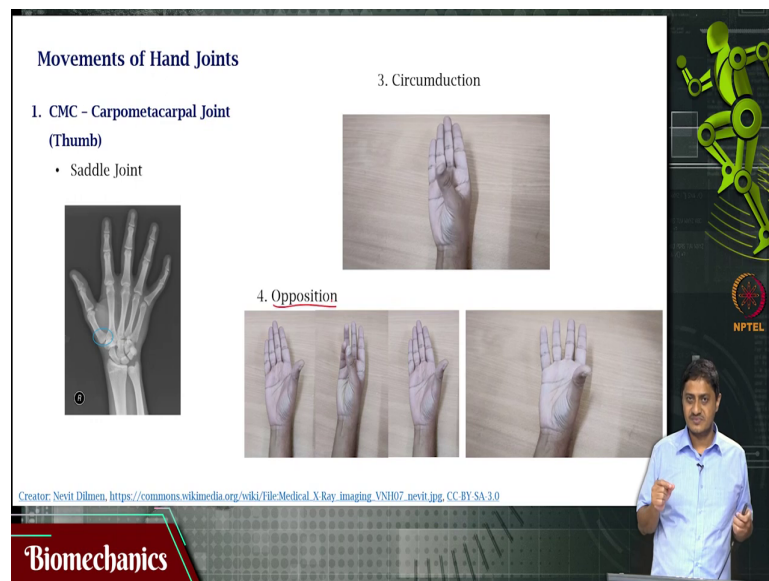 Movements of Hand Joints
1. CMC – Carpometacarpal Joint
(Thumb)
• Saddle Joint
3. Circumduction
4. Opposition
R
NPTEL
Creator: Nevit Dilmen, https://commons.wikimedia.org/wiki/File:Medical_X-Ray_imaging_VNH07_nevit.jpg, CC-BY-SA-3.0
Biomechanics